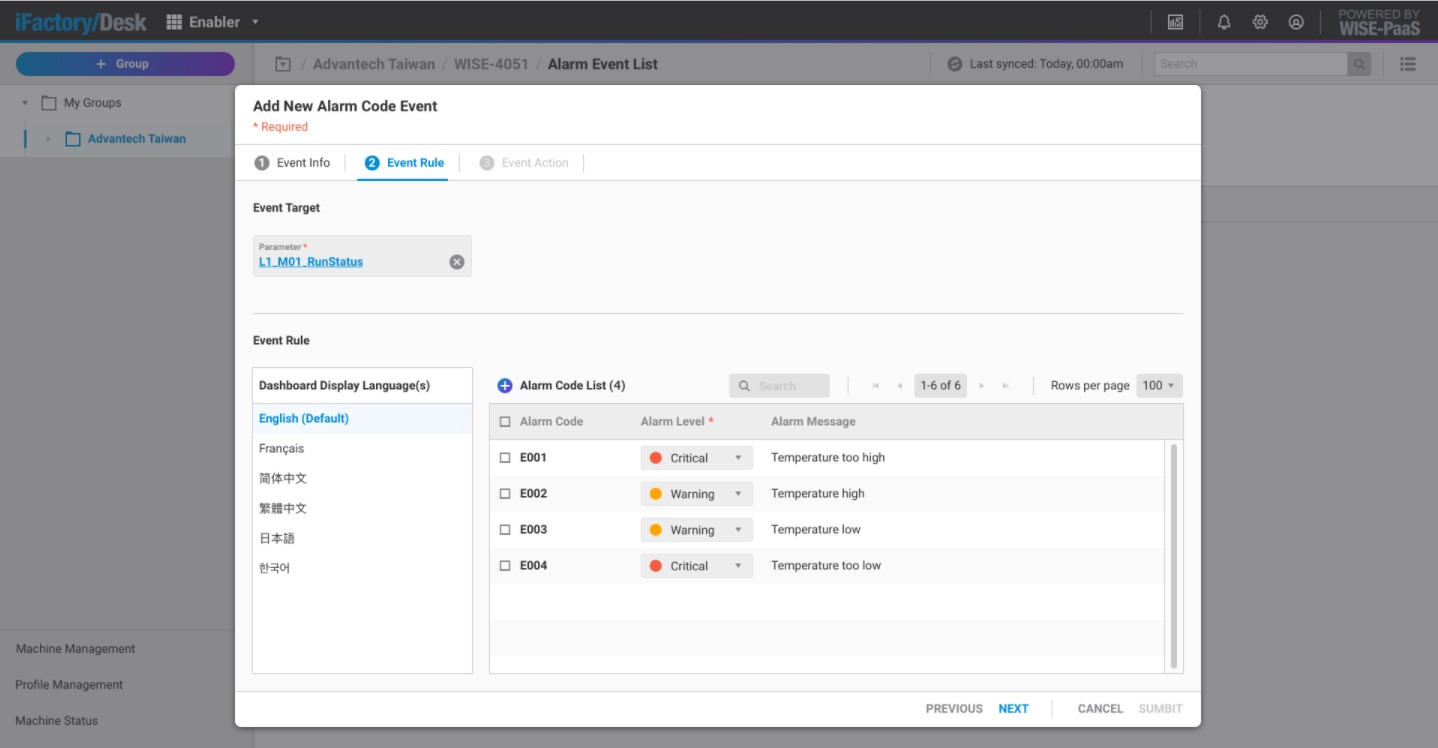 iFactory/Desk Enabler POWERED BY WISE-PaaS
+ Group / Advantech Taiwan / WISE-4051 / Alarm Event List Last synced: Today, 00:00am Search
My Groups
Advantech Taiwan
Add New Alarm Code Event
* Required
1 Event Info 2 Event Rule 3 Event Action
Event Target
Parameter *
L1_M01_RunStatus
Event Rule
Dashboard Display Language(s)
English (Default)
Français
简体中文
繁體中文
日本語
한국어
Alarm Code List (4) Search 1-6 of 6 Rows per page 100
Alarm Code Alarm Level * Alarm Message
E001 Critical Temperature too high
E002 Warning Temperature high
E003 Warning Temperature low
E004 Critical Temperature too low
Machine Management
Profile Management
Machine Status
PREVIOUS NEXT CANCEL SUMBIT